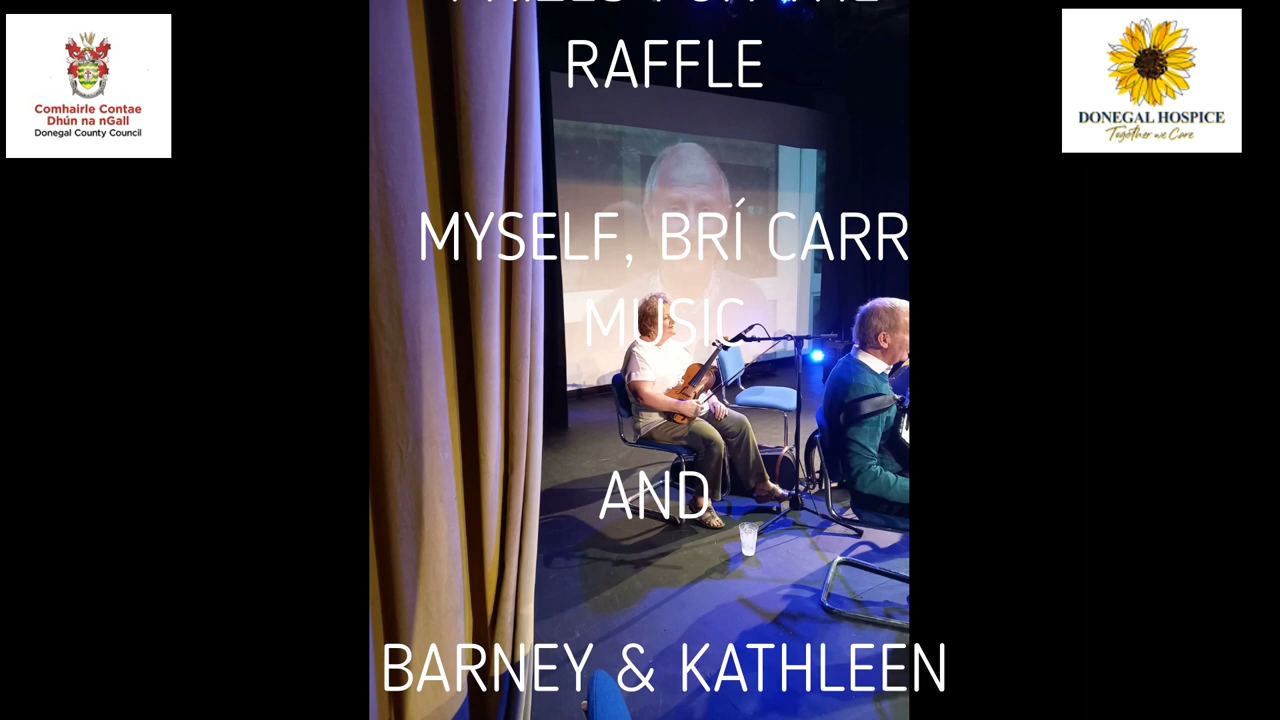 RAFFLE
MYSELF, BRÍ CARR
MUSIC
AND
BARNEY & KATHLEEN
Comhairle Contae
Dhún na nGall
Donegal County Council
DONEGAL HOSPICE
Together we Care